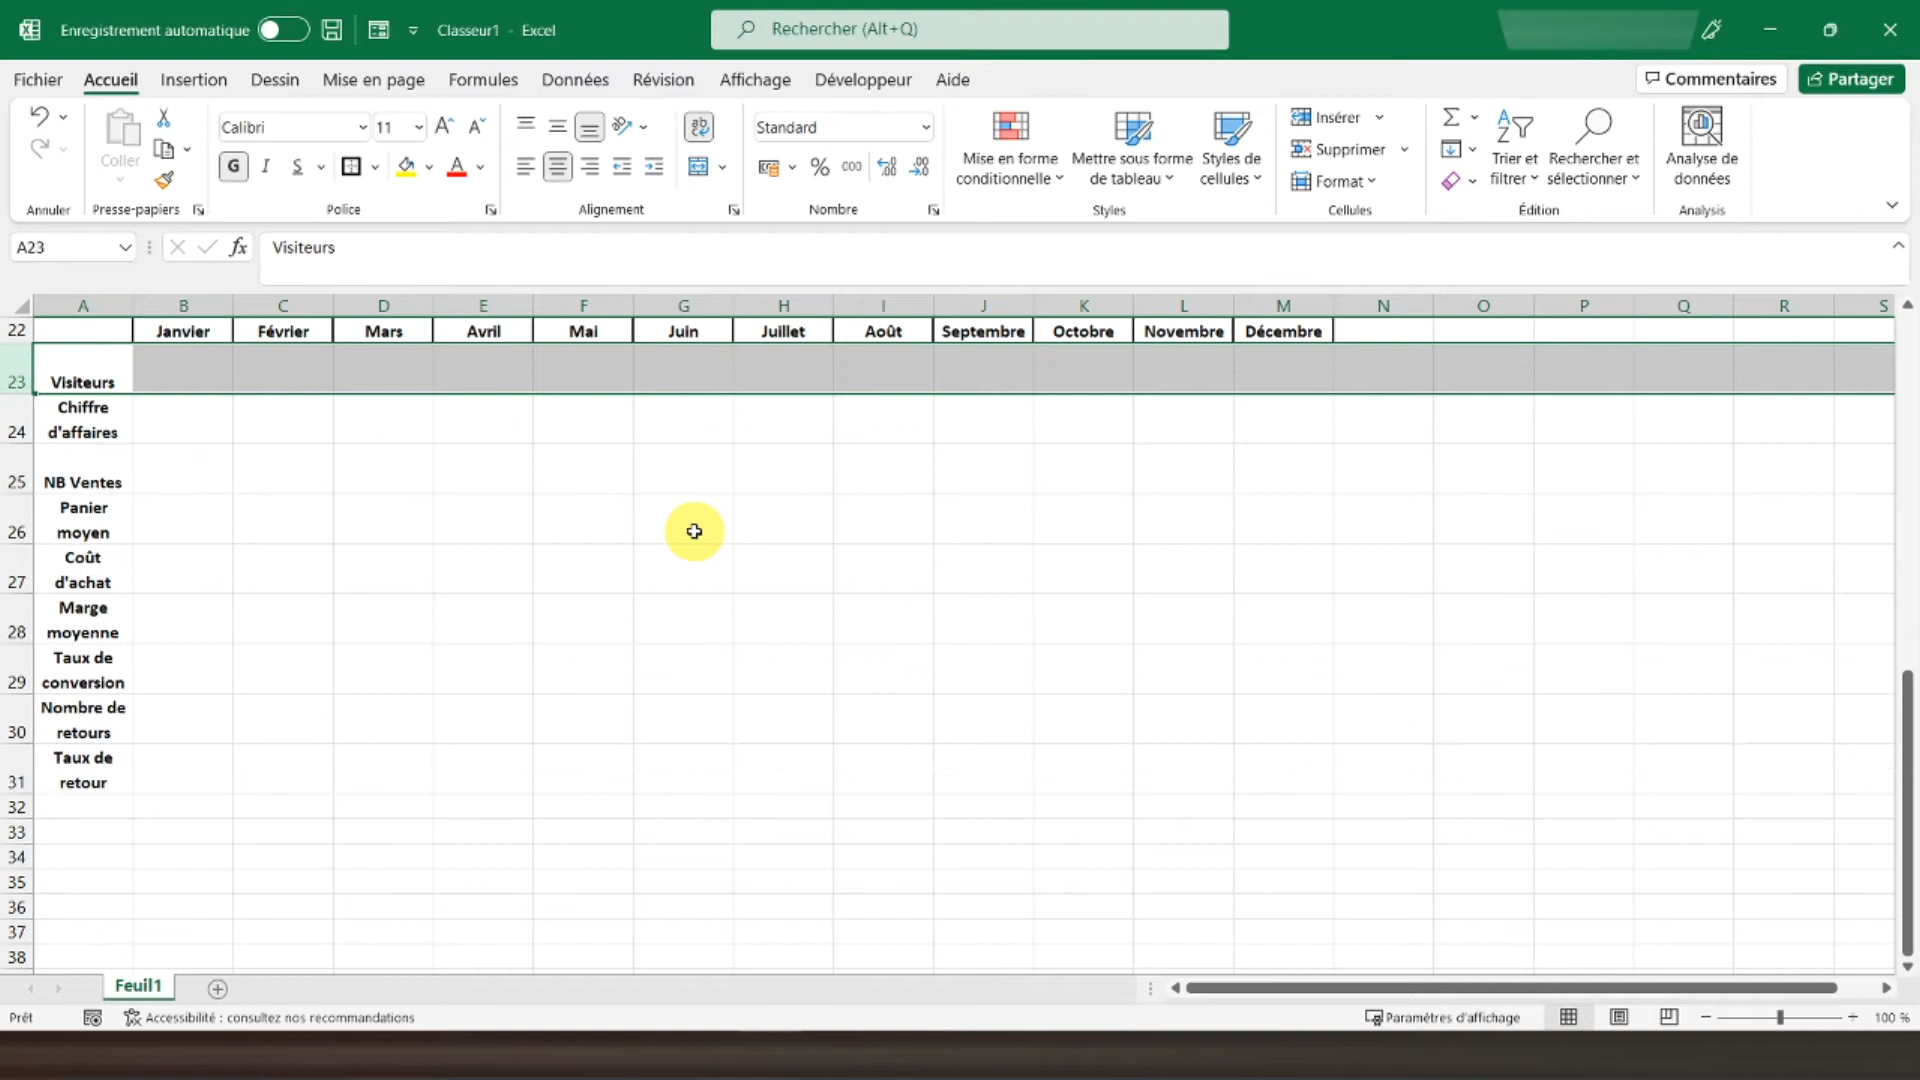 Enregistrement automatique
Classeur1 - Excel
Rechercher (Alt+Q)
Fichier Accueil Insertion Dessin Mise en page Formules Données Révision Affichage Développeur Aide
Commentaires Partager
Coller
Calibri 11
G I S
Standard
% 000
Mise en forme
conditionnelle
Mettre sous forme
de tableau
Styles de
cellules
Insérer
Supprimer
Format
Trier et
filtrer
Rechercher et
sélectionner
Analyse de
données
Annuler Presse-papiers Police Alignement Nombre Styles Cellules Édition Analysis
A23 fx Visiteurs
A B C D E F G H I J K L M N O P Q R S
22 Janvier Février Mars Avril Mai Juin Juillet Août Septembre Octobre Novembre Décembre
23 Visiteurs
Chiffre
24 d'affaires
25 NB Ventes
Panier
26 moyen
Coût
27 d'achat
Marge
28 moyenne
Taux de
29 conversion
Nombre de
30 retours
Taux de
31 retour
32
33
34
35
36
37
38
Feuil1
Prêt
Accessibilité : consultez nos recommandations
Paramètres d'affichage
100 %